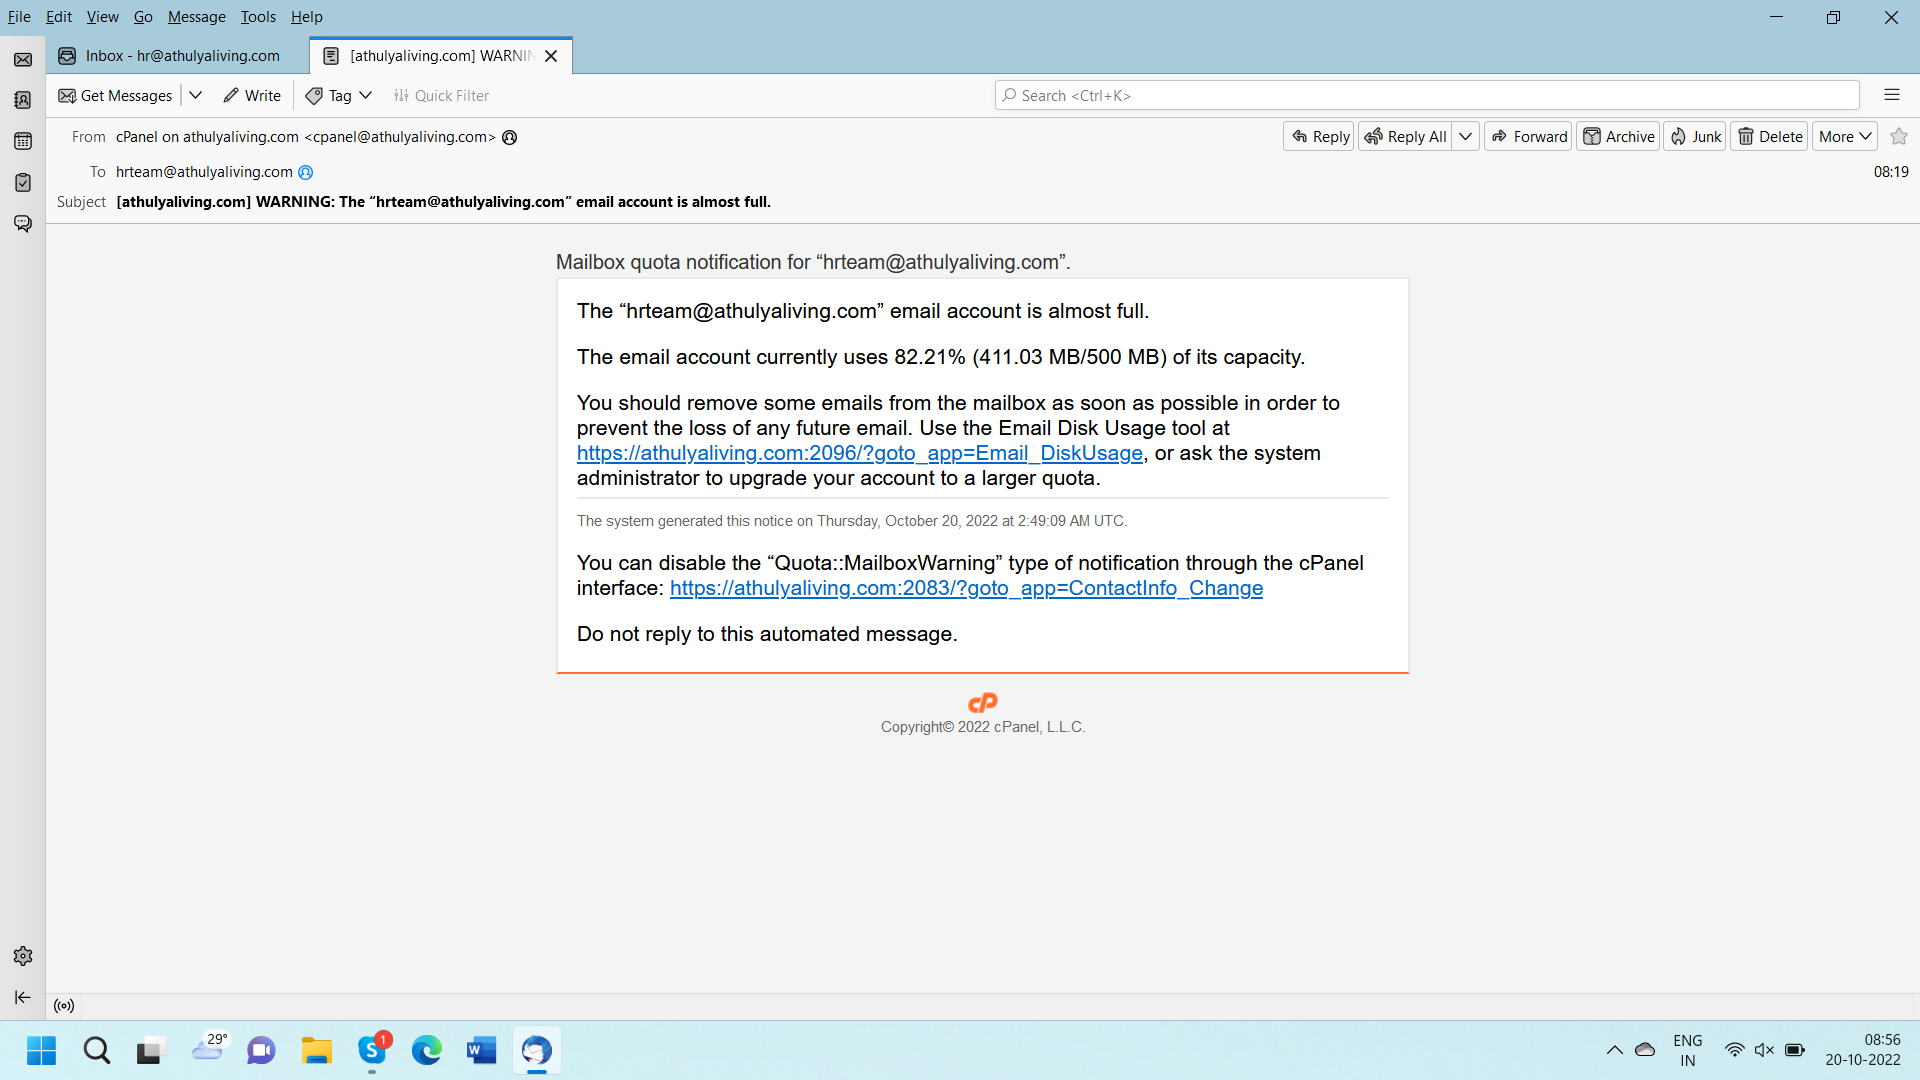 File Edit View Go Message Tools Help
Inbox - hr@athulyaliving.com
[athulyaliving.com] WARNIN
Get Messages Write Tag Quick Filter
Search <Ctrl+K>
From cPanel on athulyaliving.com <cpanel@athulyaliving.com>
Reply Reply All Forward Archive Junk Delete More
To hrteam@athulyaliving.com
08:19
Subject [athulyaliving.com] WARNING: The “hrteam@athulyaliving.com” email account is almost full.
Mailbox quota notification for “hrteam@athulyaliving.com”.
The “hrteam@athulyaliving.com” email account is almost full.
The email account currently uses 82.21% (411.03 MB/500 MB) of its capacity.
You should remove some emails from the mailbox as soon as possible in order to
prevent the loss of any future email. Use the Email Disk Usage tool at
https://athulyaliving.com:2096/?goto_app=Email_DiskUsage, or ask the system
administrator to upgrade your account to a larger quota.
The system generated this notice on Thursday, October 20, 2022 at 2:49:09 AM UTC.
You can disable the “Quota::MailboxWarning” type of notification through the cPanel
interface: https://athulyaliving.com:2083/?goto_app=ContactInfo_Change
Do not reply to this automated message.
cP
Copyright© 2022 cPanel, L.L.C.
29°
S
1
W
ENG
IN
08:56
20-10-2022